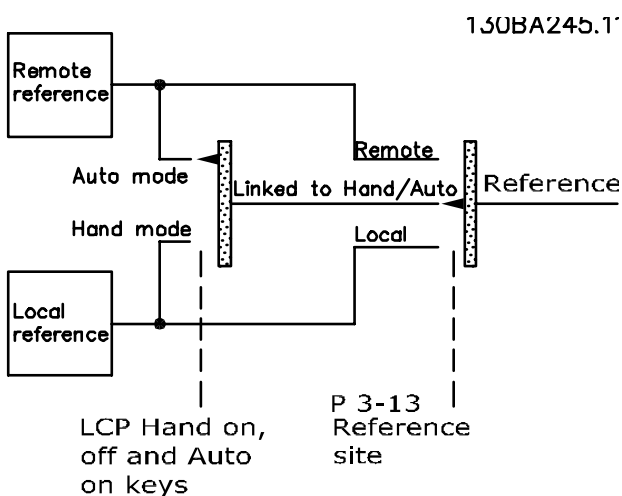 130BA245.11
Remote
reference
Remote
Auto mode
Linked to Hand/Auto
Reference
Hand mode
Local
Local
reference
P 3-13
LCP Hand on,
Reference
off and Auto
site
on keys